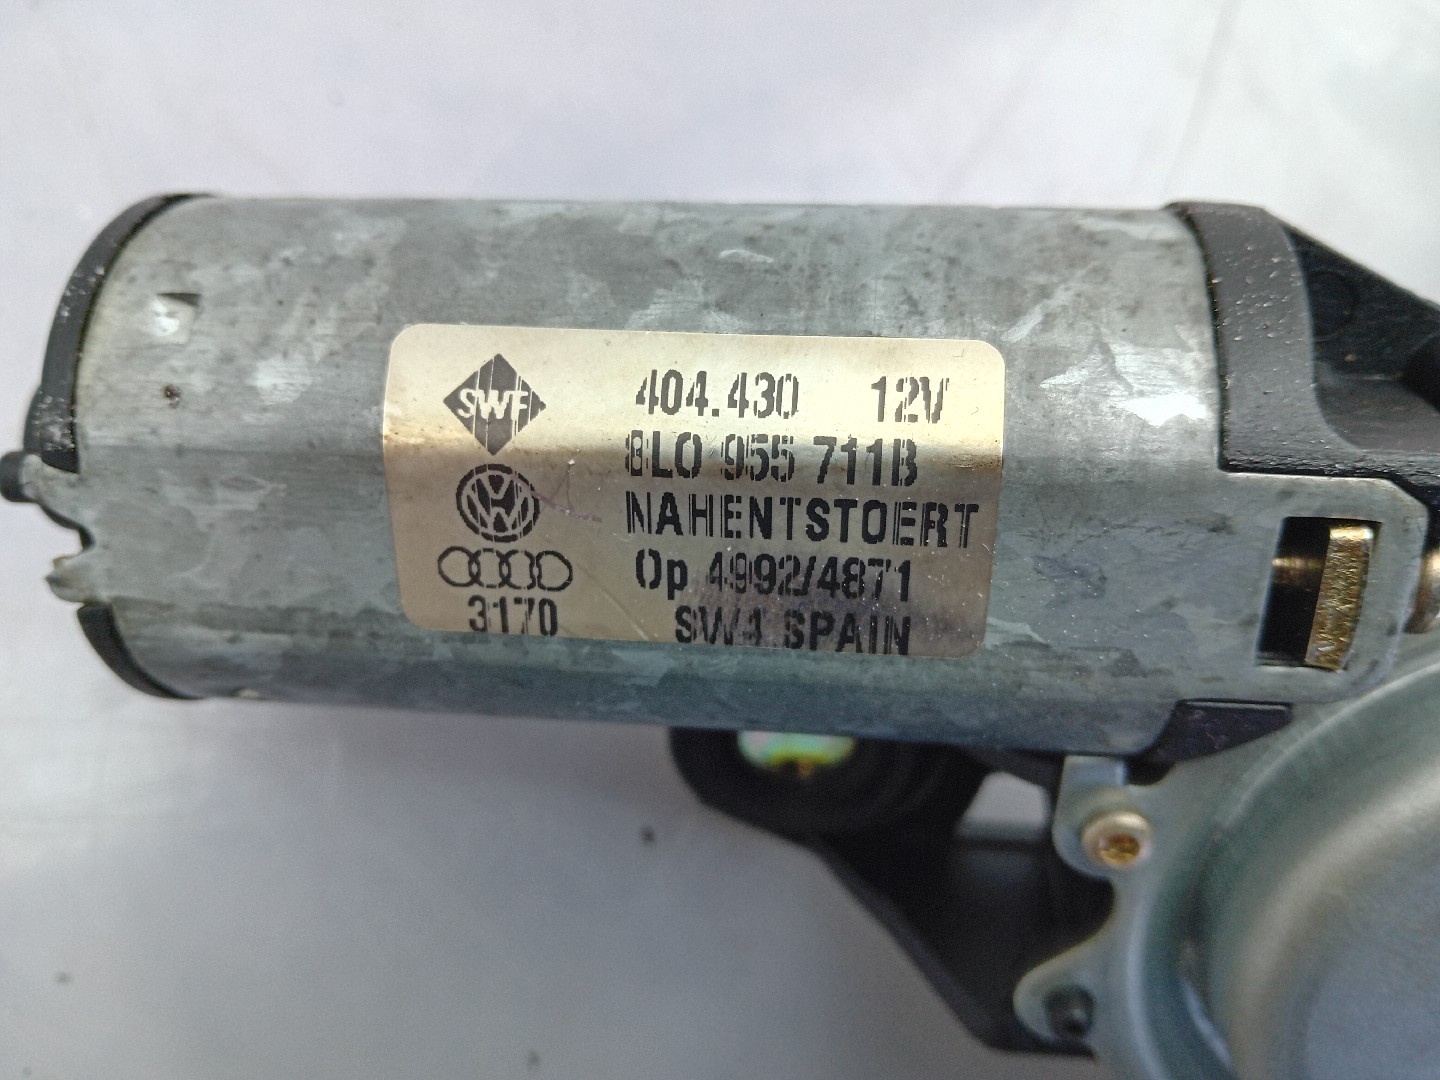 SWF
404.430 12V
8L0 955 711B
NAHENTSTOERT
Op 4992/4871
3170
SW4 SPAIN